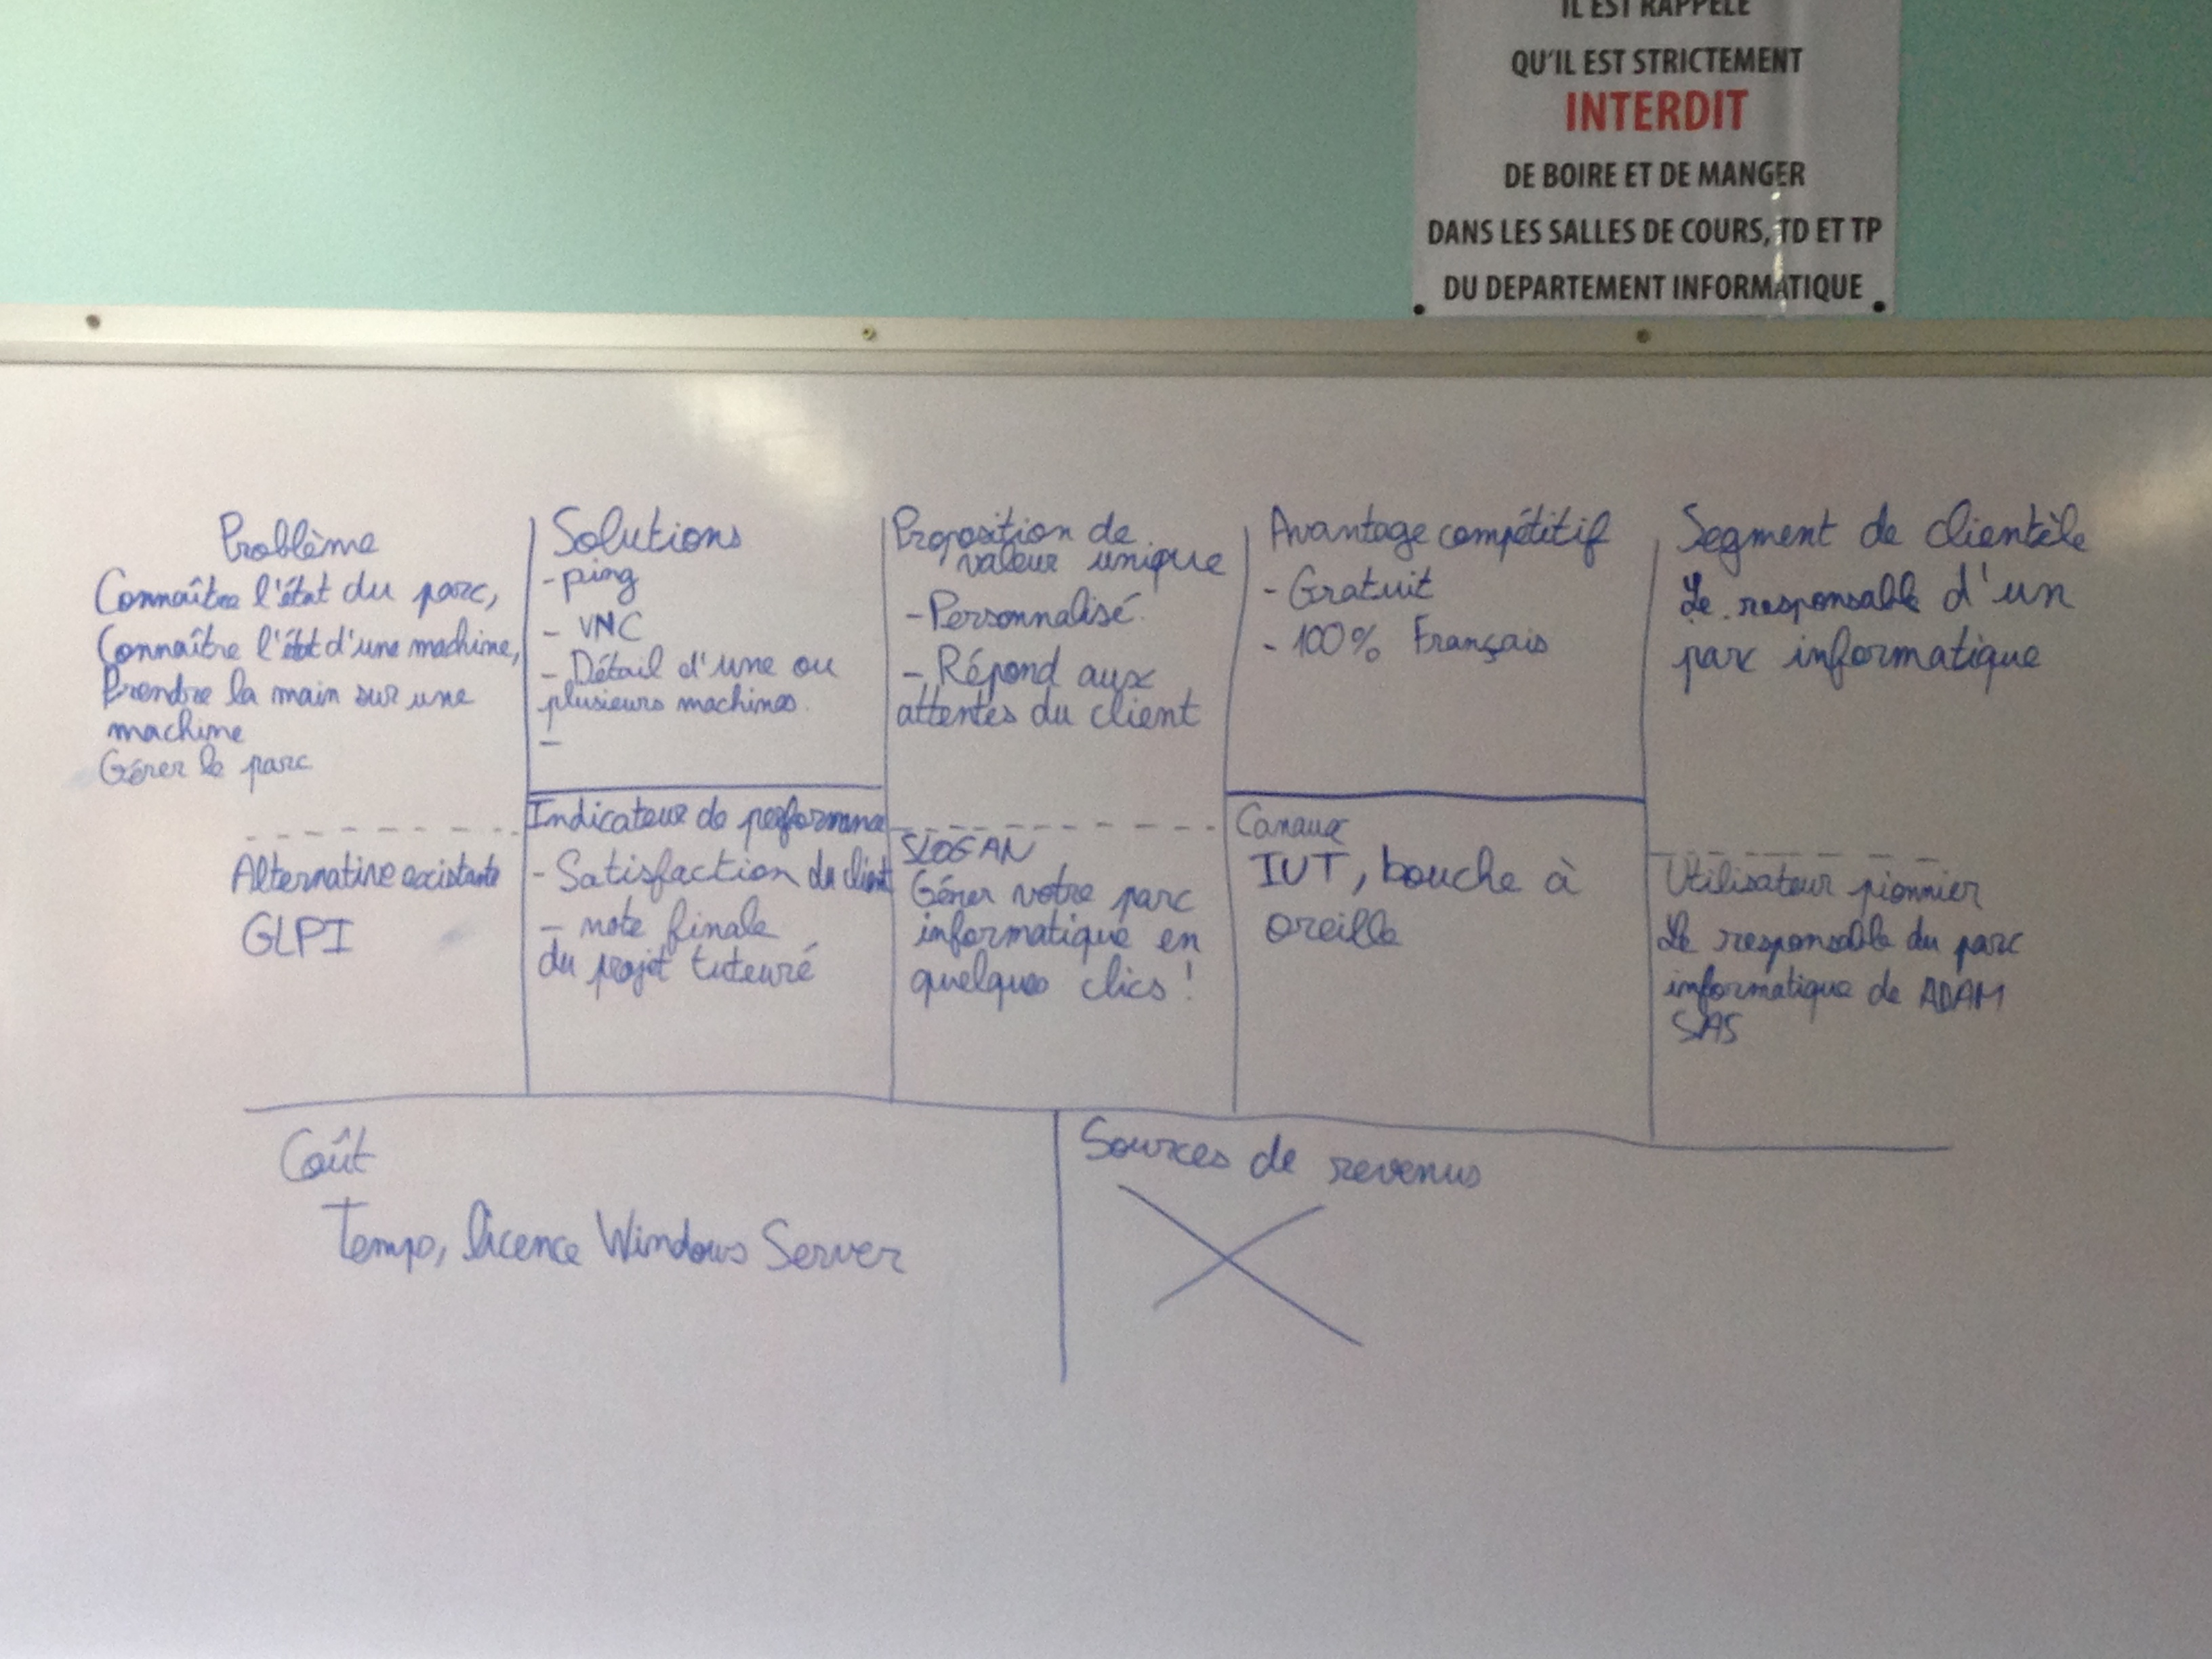 IL EST RAPPELÉ
QU'IL EST STRICTEMENT
INTERDIT
DE BOIRE ET DE MANGER
DANS LES SALLES DE COURS, TD ET TP
DU DEPARTEMENT INFORMATIQUE
Problème
Connaître l'état du parc,
Connaître l'état d'une machine,
Prendre la main sur une
machine
Gérer le parc
Alternative existante
GLPI
Solutions
- ping
- VNC
- Détail d'une ou
plusieurs machines.
-
Indicateur de performance
- Satisfaction du client
- note finale
du projet tuteuré
Proposition de
valeur unique
- Personnalisé.
- Répond aux
attentes du client
SLOGAN
Gérer votre parc
informatique en
quelques clics !
Avantage compétitif
- Gratuit
- 100% Français
Canaux
IUT, bouche à
oreille
Segment de clientèle
Le responsable d'un
parc informatique
Utilisateur pionnier
Le responsable du parc
informatique de ADAM
SAS
Coût
Temps, licence Windows Server
Sources de revenus